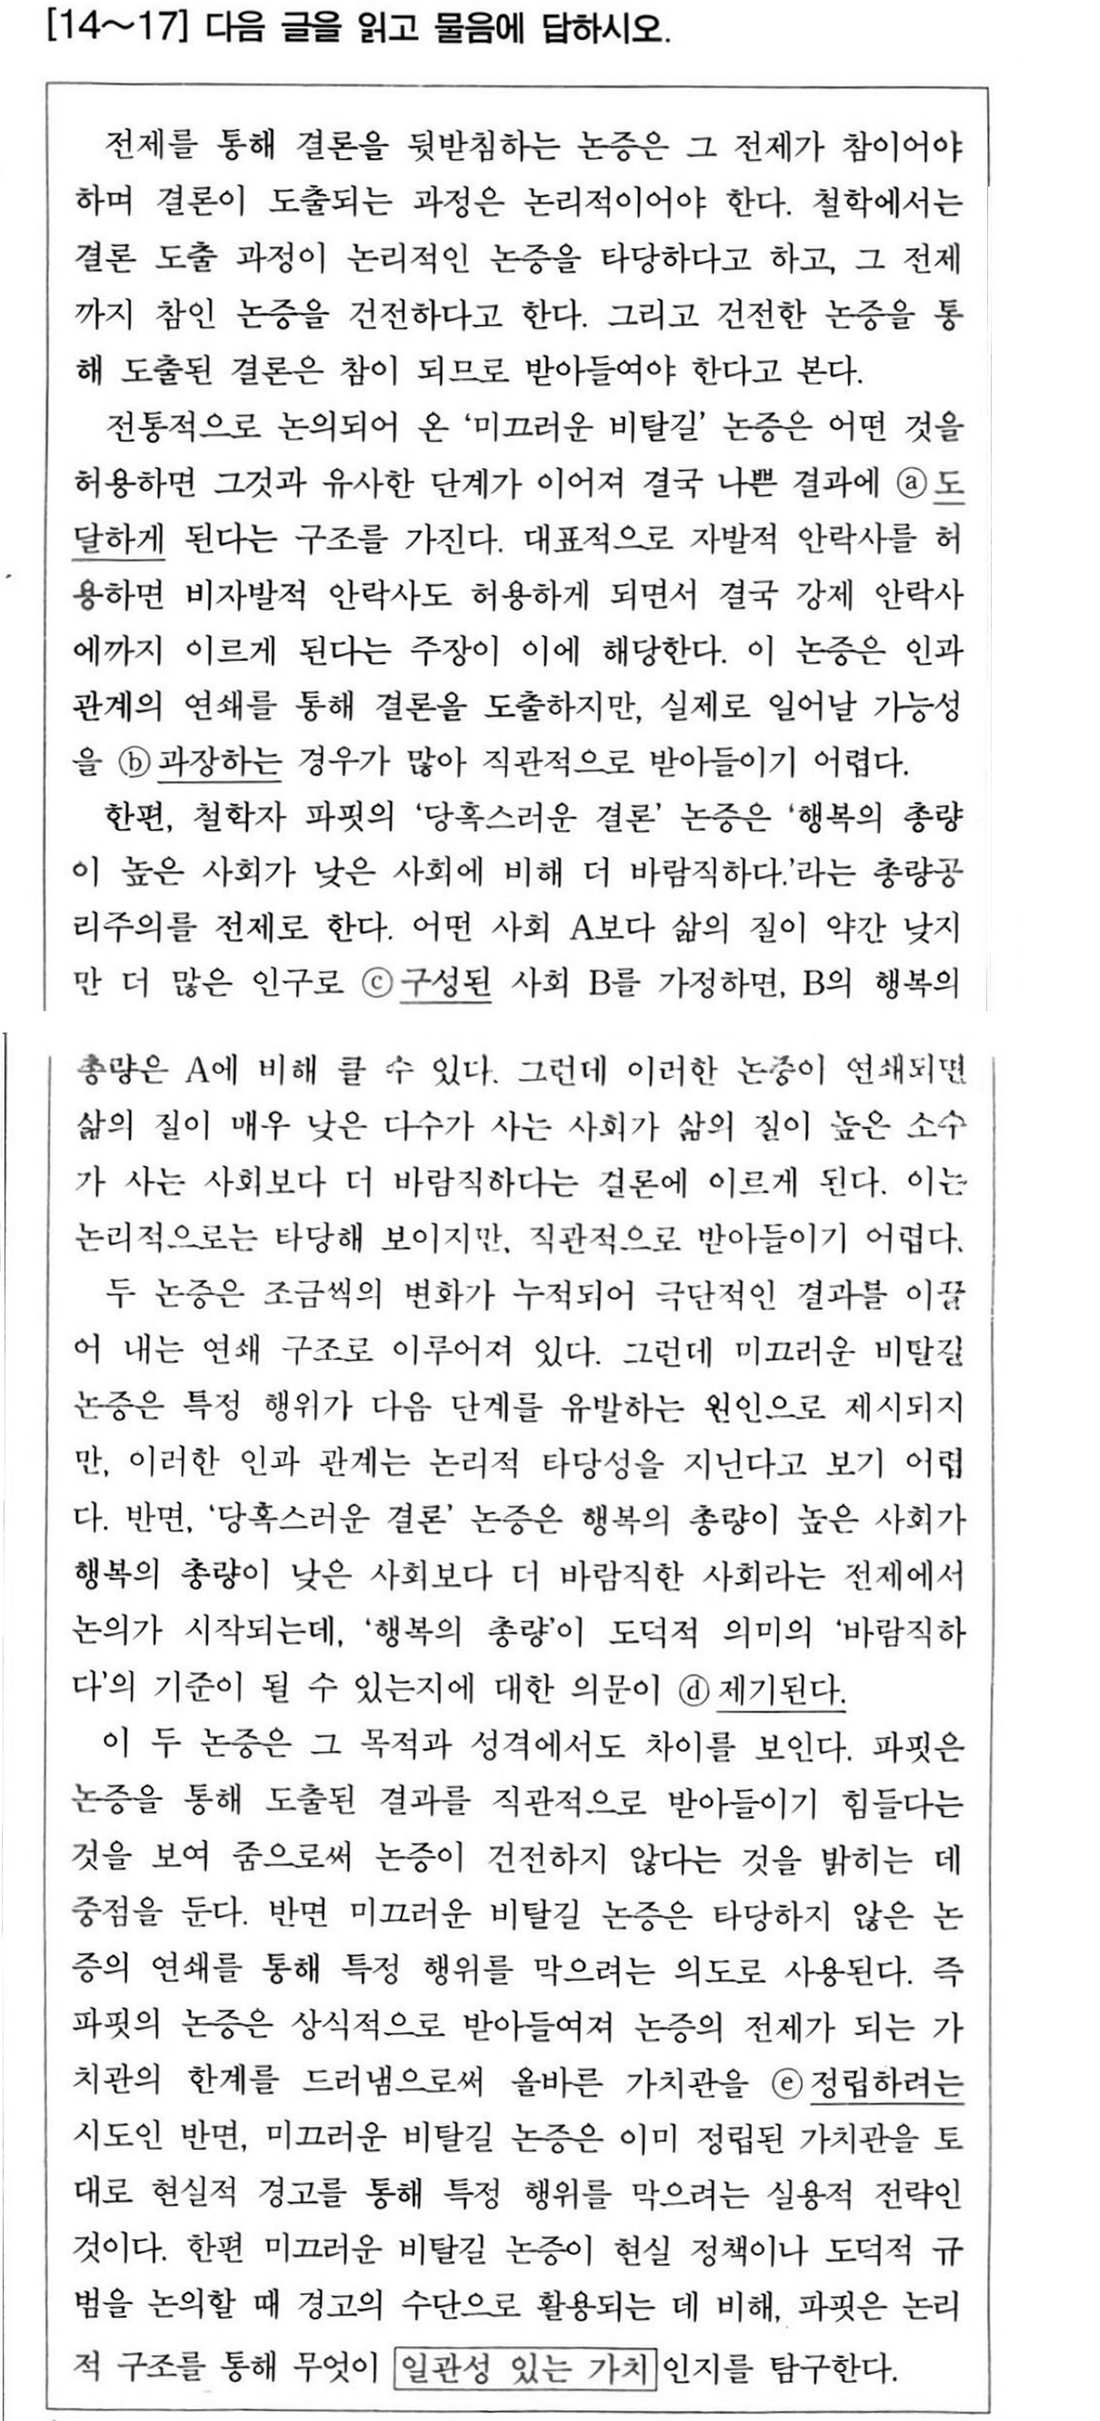 [14～17] 다음 글을 읽고 물음에 답하시오.
전제를 통해 결론을 뒷받침하는 논증은 그 전제가 참이어야
하며 결론이 도출되는 과정은 논리적이어야 한다. 철학에서는
결론 도출 과정이 논리적인 논증을 타당하다고 하고, 그 전제
까지 참인 논증을 건전하다고 한다. 그리고 건전한 논증을 통
해 도출된 결론은 참이 되므로 받아들여야 한다고 본다.
전통적으로 논의되어 온 ‘미끄러운 비탈길’ 논증은 어떤 것을
허용하면 그것과 유사한 단계가 이어져 결국 나쁜 결과에 ⓐ도
달하게 된다는 구조를 가진다. 대표적으로 자발적 안락사를 허
용하면 비자발적 안락사도 허용하게 되면서 결국 강제 안락사
에까지 이르게 된다는 주장이 이에 해당한다. 이 논증은 인과
관계의 연쇄를 통해 결론을 도출하지만, 실제로 일어날 가능성
을 ⓑ과장하는 경우가 많아 직관적으로 받아들이기 어렵다.
한편, 철학자 파핏의 ‘당혹스러운 결론’ 논증은 ‘행복의 총량
이 높은 사회가 낮은 사회에 비해 더 바람직하다.’라는 총량공
리주의를 전제로 한다. 어떤 사회 A보다 삶의 질이 약간 낮지
만 더 많은 인구로 ⓒ구성된 사회 B를 가정하면, B의 행복의
총량은 A에 비해 클 수 있다. 그런데 이러한 논증이 연쇄되면
삶의 질이 매우 낮은 다수가 사는 사회가 삶의 질이 높은 소수
가 사는 사회보다 더 바람직하다는 결론에 이르게 된다. 이는
논리적으로는 타당해 보이지만, 직관적으로 받아들이기 어렵다.
두 논증은 조금씩의 변화가 누적되어 극단적인 결과를 이끌
어 내는 연쇄 구조로 이루어져 있다. 그런데 미끄러운 비탈길
논증은 특정 행위가 다음 단계를 유발하는 원인으로 제시되지
만, 이러한 인과 관계는 논리적 타당성을 지닌다고 보기 어렵
다. 반면, ‘당혹스러운 결론’ 논증은 행복의 총량이 높은 사회가
행복의 총량이 낮은 사회보다 더 바람직한 사회라는 전제에서
논의가 시작되는데, ‘행복의 총량’이 도덕적 의미의 ‘바람직하
다’의 기준이 될 수 있는지에 대한 의문이 ⓓ제기된다.
이 두 논증은 그 목적과 성격에서도 차이를 보인다. 파핏은
논증을 통해 도출된 결과를 직관적으로 받아들이기 힘들다는
것을 보여 줌으로써 논증이 건전하지 않다는 것을 밝히는 데
중점을 둔다. 반면 미끄러운 비탈길 논증은 타당하지 않은 논
증의 연쇄를 통해 특정 행위를 막으려는 의도로 사용된다. 즉
파핏의 논증은 상식적으로 받아들여져 논증의 전제가 되는 가
치관의 한계를 드러냄으로써 올바른 가치관을 ⓔ정립하려는
시도인 반면, 미끄러운 비탈길 논증은 이미 정립된 가치관을 토
대로 현실적 경고를 통해 특정 행위를 막으려는 실용적 전략인
것이다. 한편 미끄러운 비탈길 논증이 현실 정책이나 도덕적 규
범을 논의할 때 경고의 수단으로 활용되는 데 비해, 파핏은 논리
적 구조를 통해 무엇이 일관성 있는 가치인지를 탐구한다.